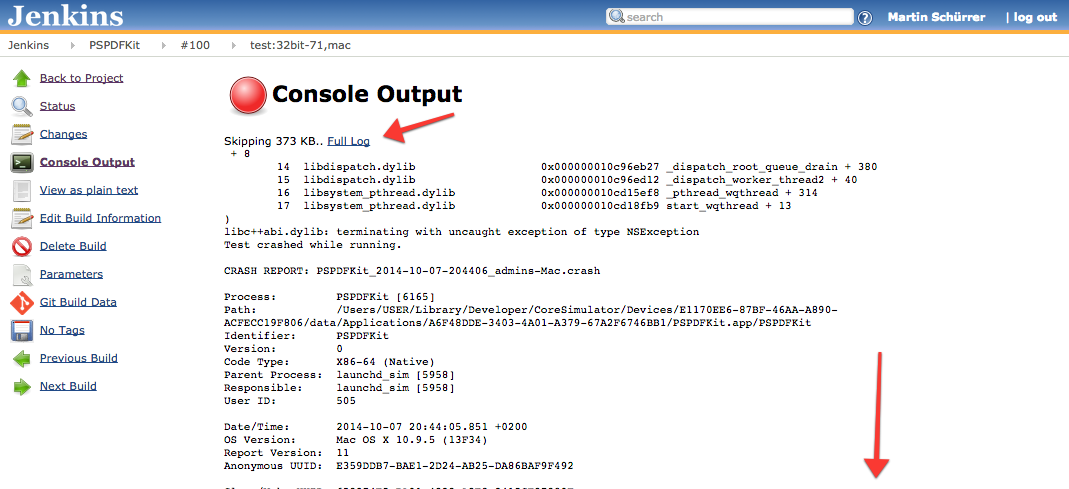 Jenkins
search
Martin Schürrer | log out
Jenkins PSPDFKit #100 test:32bit-71,mac
Back to Project
Status
Changes
Console Output
View as plain text
Edit Build Information
Delete Build
Parameters
Git Build Data
No Tags
Previous Build
Next Build
Console Output
Skipping 373 KB.. Full Log
+ 8
14 libdispatch.dylib 0x000000010c96eb27 _dispatch_root_queue_drain + 380
15 libdispatch.dylib 0x000000010c96ed12 _dispatch_worker_thread2 + 40
16 libsystem_pthread.dylib 0x000000010cd15ef8 _pthread_wqthread + 314
17 libsystem_pthread.dylib 0x000000010cd18fb9 start_wqthread + 13
)
libc++abi.dylib: terminating with uncaught exception of type NSException
Test crashed while running.
CRASH REPORT: PSPDFKit_2014-10-07-204406_admins-Mac.crash
Process: PSPDFKit [6165]
Path: /Users/USER/Library/Developer/CoreSimulator/Devices/E1170EE6-87BF-46AA-A890-
ACFECC19F806/data/Applications/A6F48DDE-3403-4A01-A379-67A2F6746BB1/PSPDFKit.app/PSPDFKit
Identifier: PSPDFKit
Version: 0
Code Type: X86-64 (Native)
Parent Process: launchd_sim [5958]
Responsible: launchd_sim [5958]
User ID: 505
Date/Time: 2014-10-07 20:44:05.851 +0200
OS Version: Mac OS X 10.9.5 (13F34)
Report Version: 11
Anonymous UUID: E359DDB7-BAE1-2D24-AB25-DA86BAF9F492